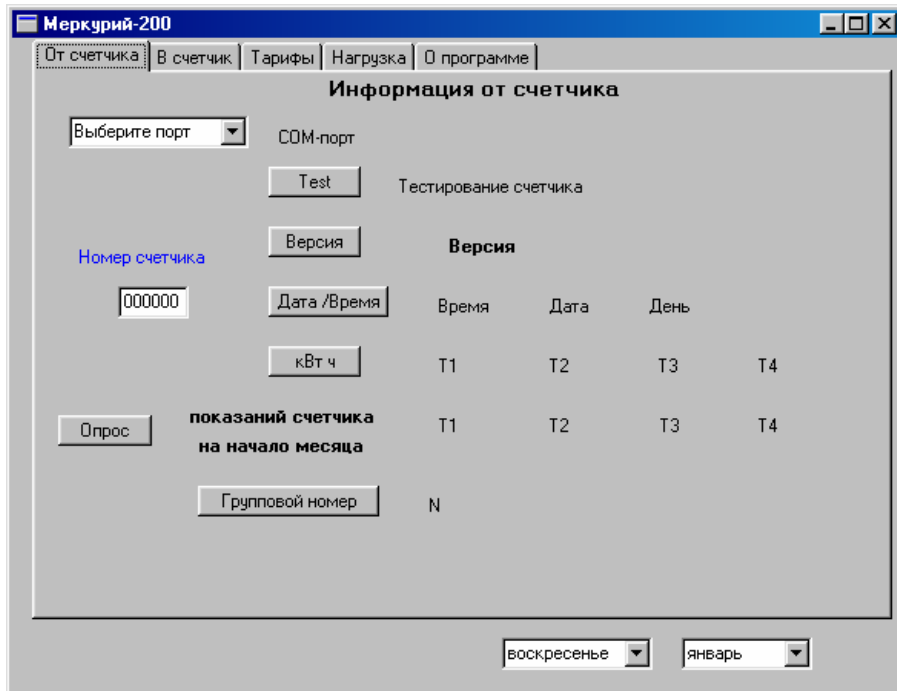 Меркурий-200
От счетчика В счетчик Тарифы Нагрузка О программе
Информация от счетчика
Выберите порт COM-порт
Test Тестирование счетчика
Версия Версия
Номер счетчика
000000 Дата /Время Время Дата День
кВт ч T1 T2 T3 T4
Опрос показаний счетчика T1 T2 T3 T4
на начало месяца
Групповой номер N
воскресенье январь